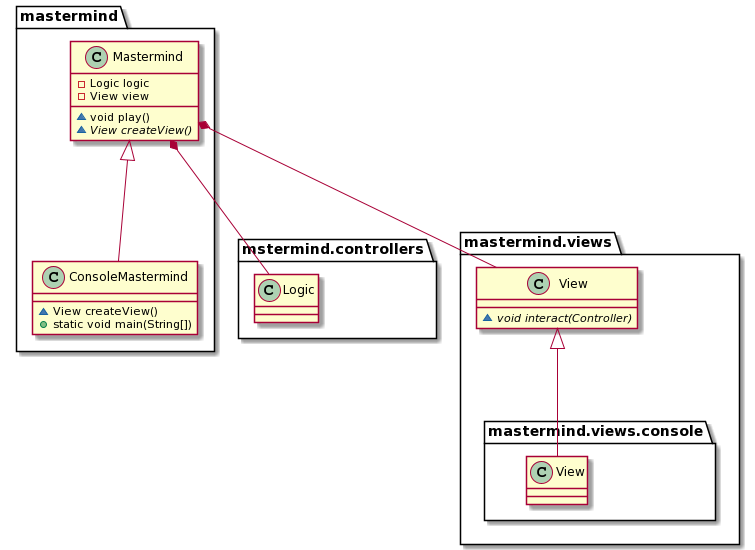 mastermind
C Mastermind
Logic logic
View view
void play()
View createView()
C ConsoleMastermind
View createView()
static void main(String[])
mstermind.controllers
C Logic
mastermind.views
C View
void interact(Controller)
mastermind.views.console
C View